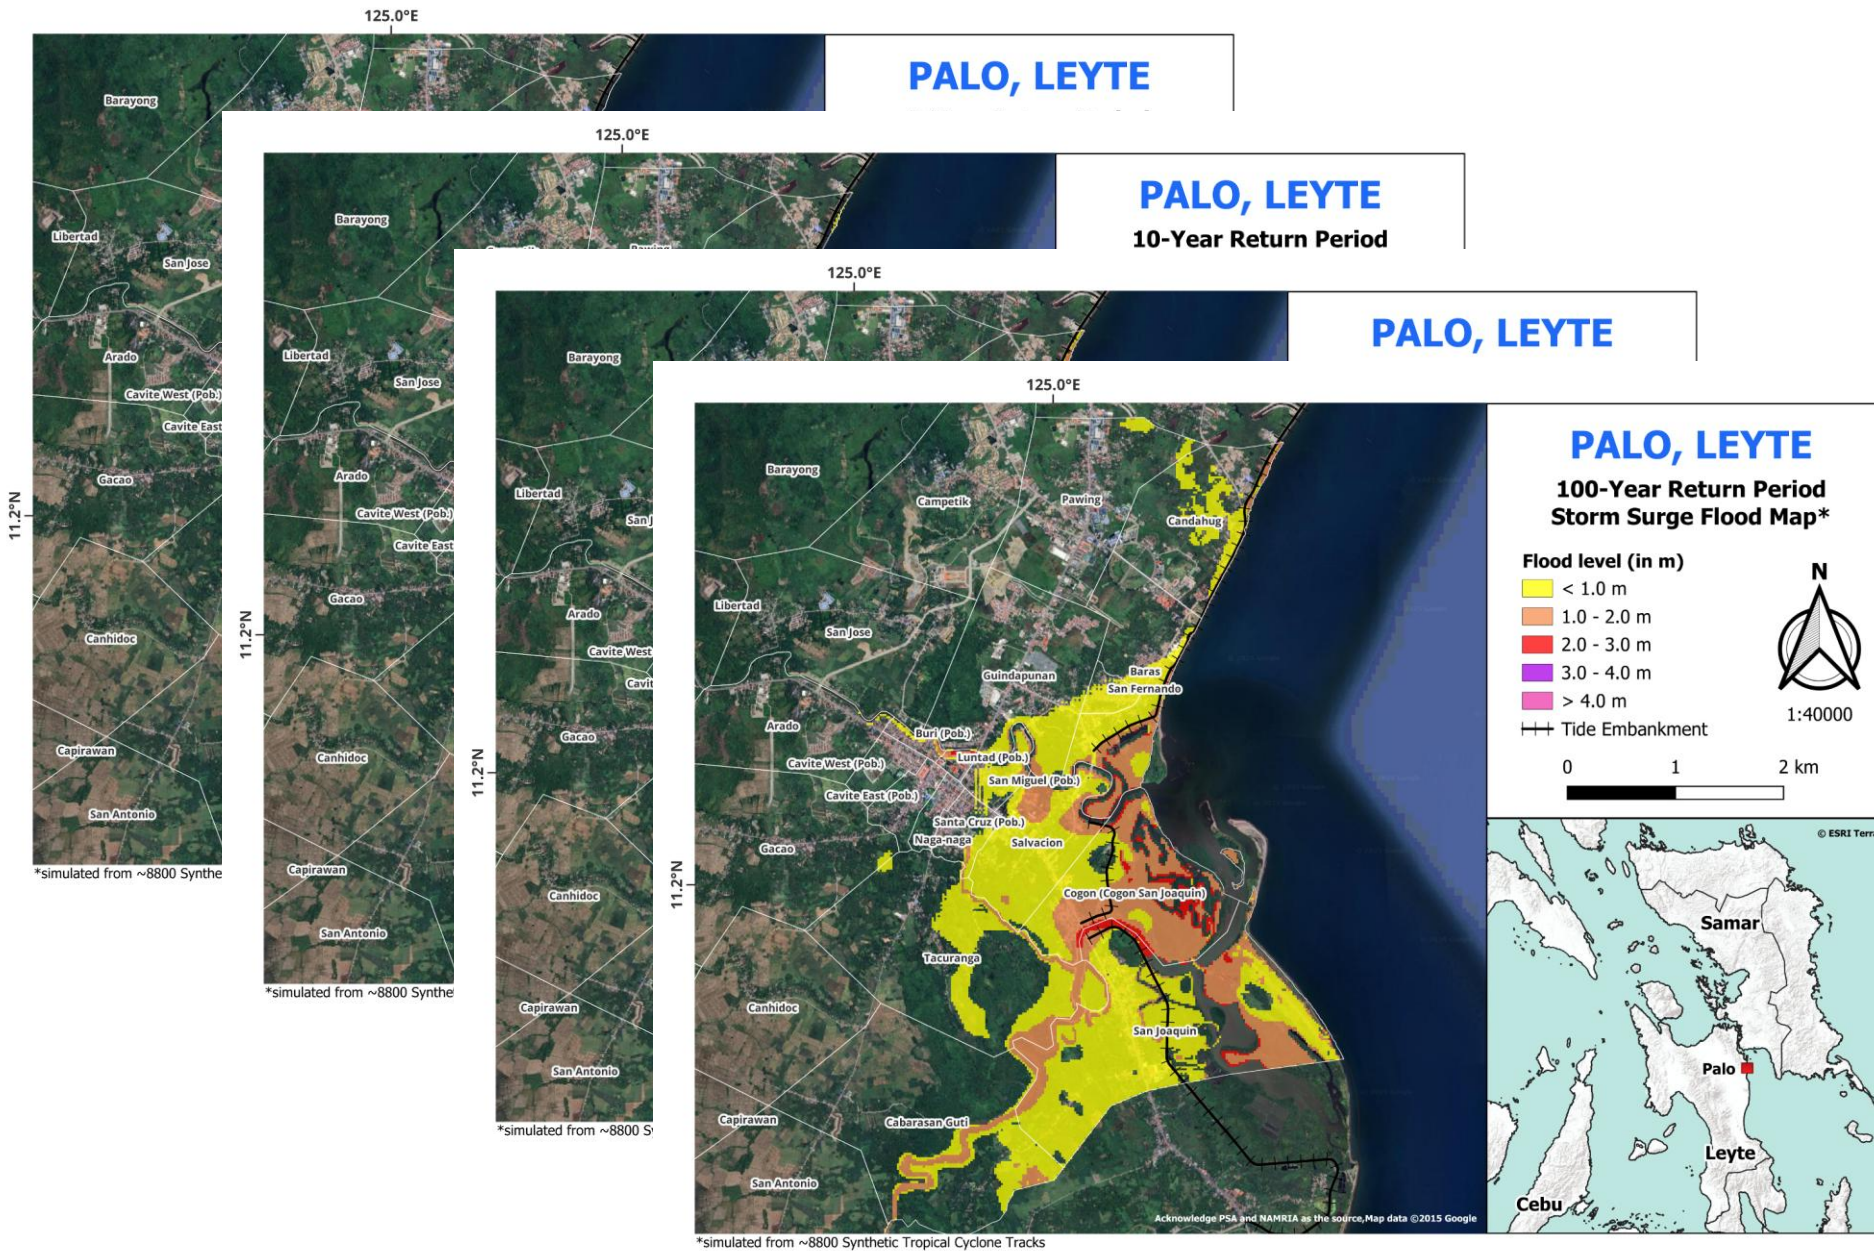 125.0°E
PALO, LEYTE
Barayong
Libertad
San Jose
Arado
Cavite West (Pob.)
Cavite East
Gacao
11.2°N
Canhidoc
Capirawan
San Antonio
*simulated from ~8800 Synthe
125.0°E
PALO, LEYTE
10-Year Return Period
Barayong
Libertad
San Jose
Arado
Cavite West (Pob.)
Cavite East
Gacao
11.2°N
Canhidoc
Capirawan
San Antonio
*simulated from ~8800 Synthe
125.0°E
PALO, LEYTE
Barayong
Libertad
San J
Arado
Cavite West
Cavit
Gacao
11.2°N
Canhidoc
Capirawan
San Antonio
*simulated from ~8800 Sy
125.0°E
PALO, LEYTE
100-Year Return Period
Storm Surge Flood Map*
Flood level (in m)
< 1.0 m
1.0 - 2.0 m
2.0 - 3.0 m
3.0 - 4.0 m
> 4.0 m
Tide Embankment
N
1:40000
0 1 2 km
Barayong
Campetik
Pawing
Candahug
Libertad
San Jose
Guindapunan
Baras
San Fernando
Arado
Buri (Pob.)
Luntad (Pob.)
Cavite West (Pob.)
San Miguel (Pob.)
Cavite East (Pob.)
Santa Cruz (Pob.)
Naga-naga
Salvacion
Gacao
11.2°N
Cogon (Cogon San Joaquin)
Tacuranga
Canhidoc
San Joaquin
Capirawan
Cabarasan Guti
San Antonio
Acknowledge PSA and NAMRIA as the source,Map data ©2015 Google
*simulated from ~8800 Synthetic Tropical Cyclone Tracks
© ESRI Terr
Samar
Palo
Leyte
Cebu